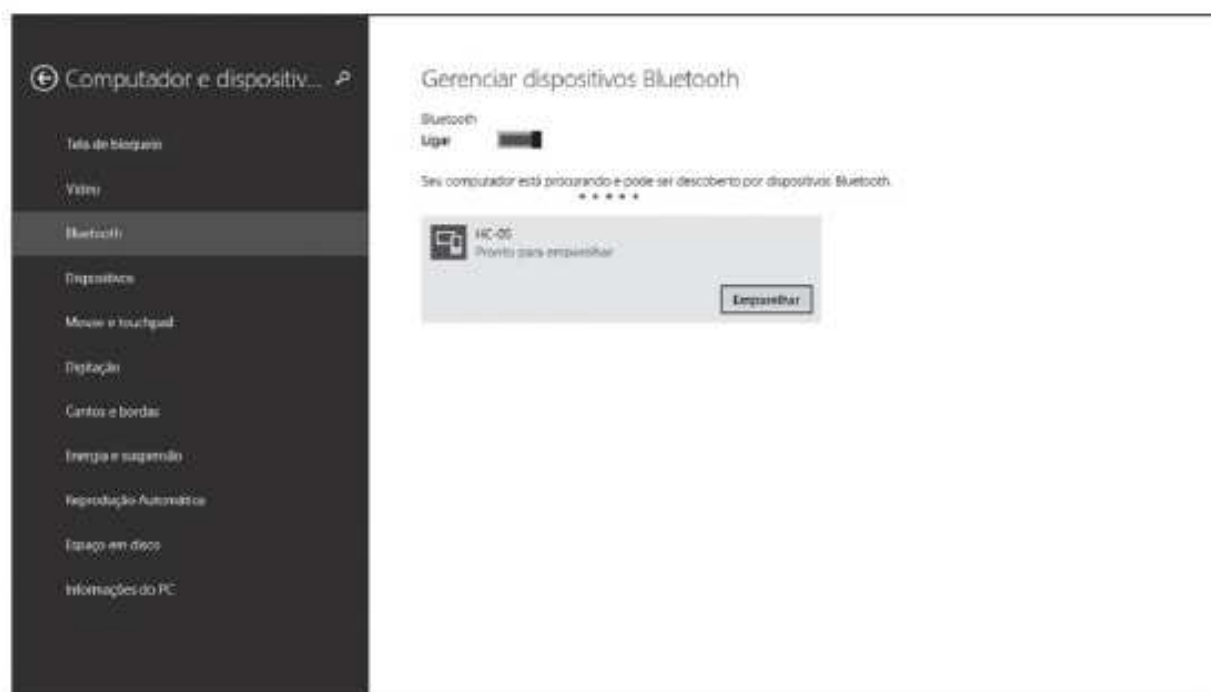 Computador e dispositiv...
Tela de bloqueio
Vídeo
Bluetooth
Dispositivos
Mouse e touchpad
Digitação
Cantos e bordas
Energia e suspensão
Reprodução Automática
Espaço em disco
Informações do PC
Gerenciar dispositivos Bluetooth
Bluetooth
Ligar
Seu computador está procurando e pode ser descoberto por dispositivos Bluetooth.
HC-05
Pronto para emparelhar
Emparelhar